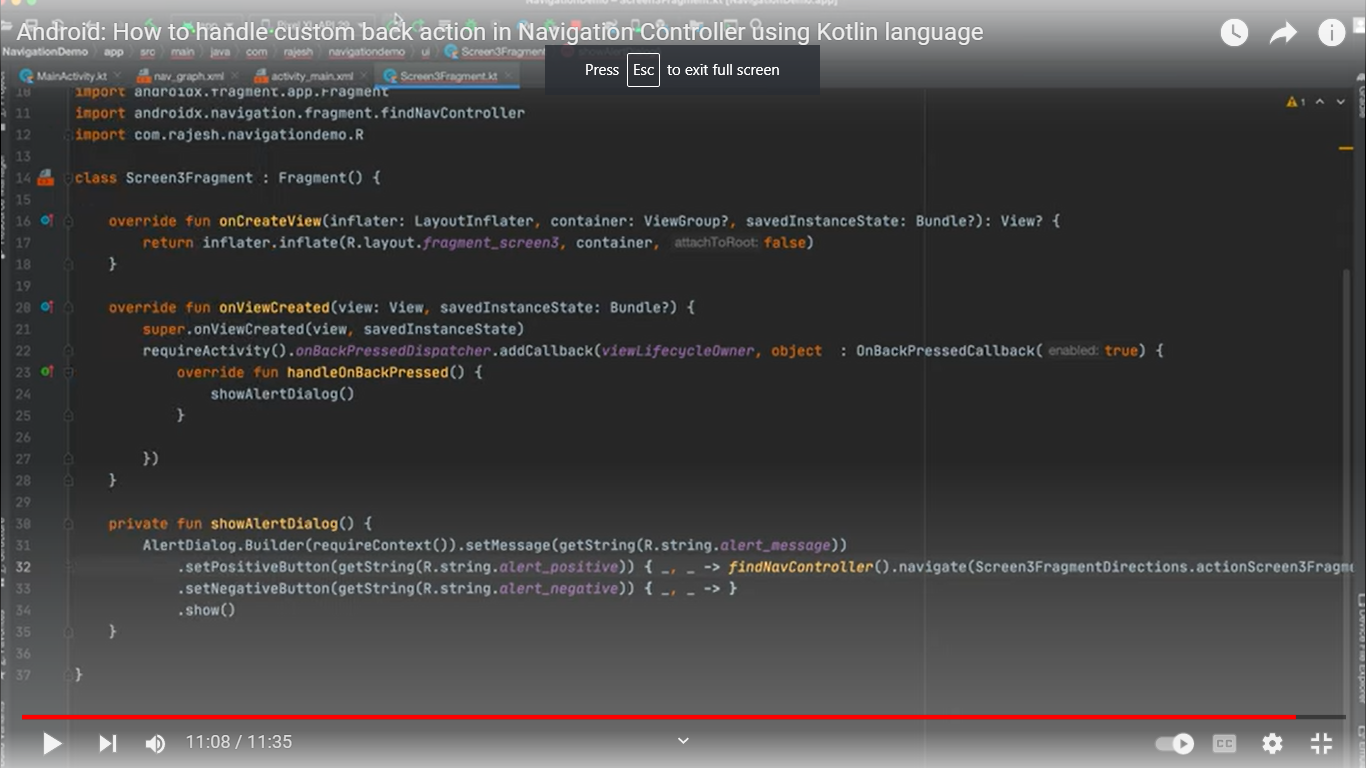 Android: How to handle custom back action in Navigation Controller using Kotlin language
NavigationDemo app src main java com rajesh navigationdemo ui Screen3Fragment
Press Esc to exit full screen
MainActivity.kt nav_graph.xml activity_main.xml Screen3Fragment.kt
10 import androidx.fragment.app.Fragment
11 import androidx.navigation.fragment.findNavController
12 import com.rajesh.navigationdemo.R
13
14 class Screen3Fragment : Fragment() {
15
16 override fun onCreateView(inflater: LayoutInflater, container: ViewGroup?, savedInstanceState: Bundle?): View? {
17 return inflater.inflate(R.layout.fragment_screen3, container, attachToRoot: false)
18 }
19
20 override fun onViewCreated(view: View, savedInstanceState: Bundle?) {
21 super.onViewCreated(view, savedInstanceState)
22 requireActivity().onBackPressedDispatcher.addCallback(viewLifecycleOwner, object : OnBackPressedCallback( enabled: true) {
23 override fun handleOnBackPressed() {
24 showAlertDialog()
25 }
26
27 })
28 }
29
30 private fun showAlertDialog() {
31 AlertDialog.Builder(requireContext()).setMessage(getString(R.string.alert_message))
32 .setPositiveButton(getString(R.string.alert_positive)) { _, _ -> findNavController().navigate(Screen3FragmentDirections.actionScreen3Fragme
33 .setNegativeButton(getString(R.string.alert_negative)) { _, _ -> }
34 .show()
35 }
36
37 }
1
11:08 / 11:35
CC